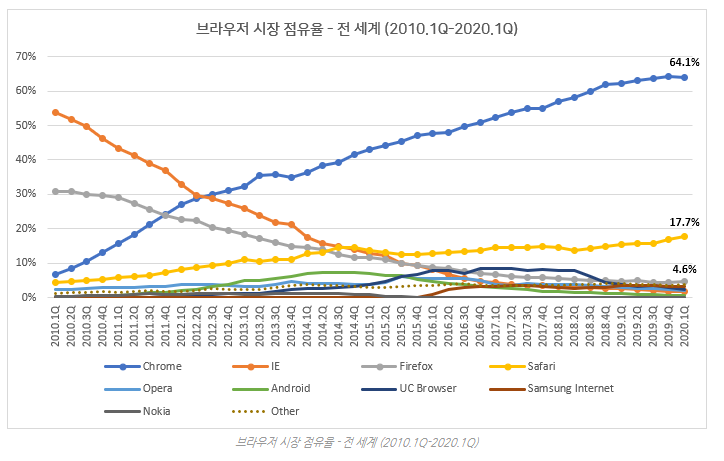 브라우저 시장 점유율 - 전 세계 (2010.1Q-2020.1Q)
70%
64.1%
60%
50%
40%
30%
20%
17.7%
10%
4.6%
0%
2010.1Q 2010.2Q 2010.3Q 2010.4Q 2011.1Q 2011.2Q 2011.3Q 2011.4Q 2012.1Q 2012.2Q 2012.3Q 2012.4Q 2013.1Q 2013.2Q 2013.3Q 2013.4Q 2014.1Q 2014.2Q 2014.3Q 2014.4Q 2015.1Q 2015.2Q 2015.3Q 2015.4Q 2016.1Q 2016.2Q 2016.3Q 2016.4Q 2017.1Q 2017.2Q 2017.3Q 2017.4Q 2018.1Q 2018.2Q 2018.3Q 2018.4Q 2019.1Q 2019.2Q 2019.3Q 2019.4Q 2020.1Q
Chrome IE Firefox Safari
Opera Android UC Browser Samsung Internet
Nokia Other
브라우저 시장 점유율 - 전 세계 (2010.1Q-2020.1Q)